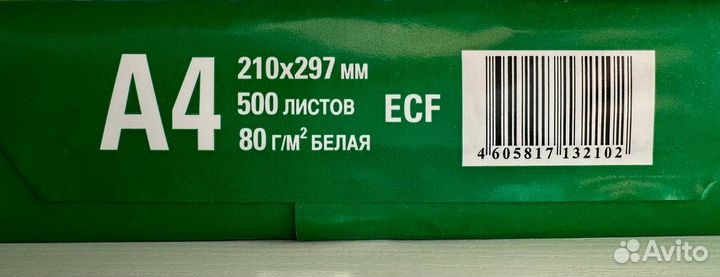 A4
210x297 мм
500 листов
80 г/м² БЕЛАЯ
ECF
4 605817 132102
Avito